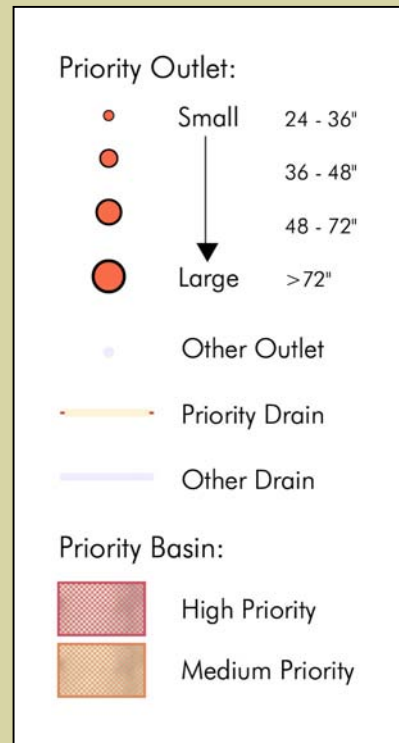 Priority Outlet:
Small 24 - 36"
36 - 48"
48 - 72"
Large >72"
Other Outlet
Priority Drain
Other Drain
Priority Basin:
High Priority
Medium Priority